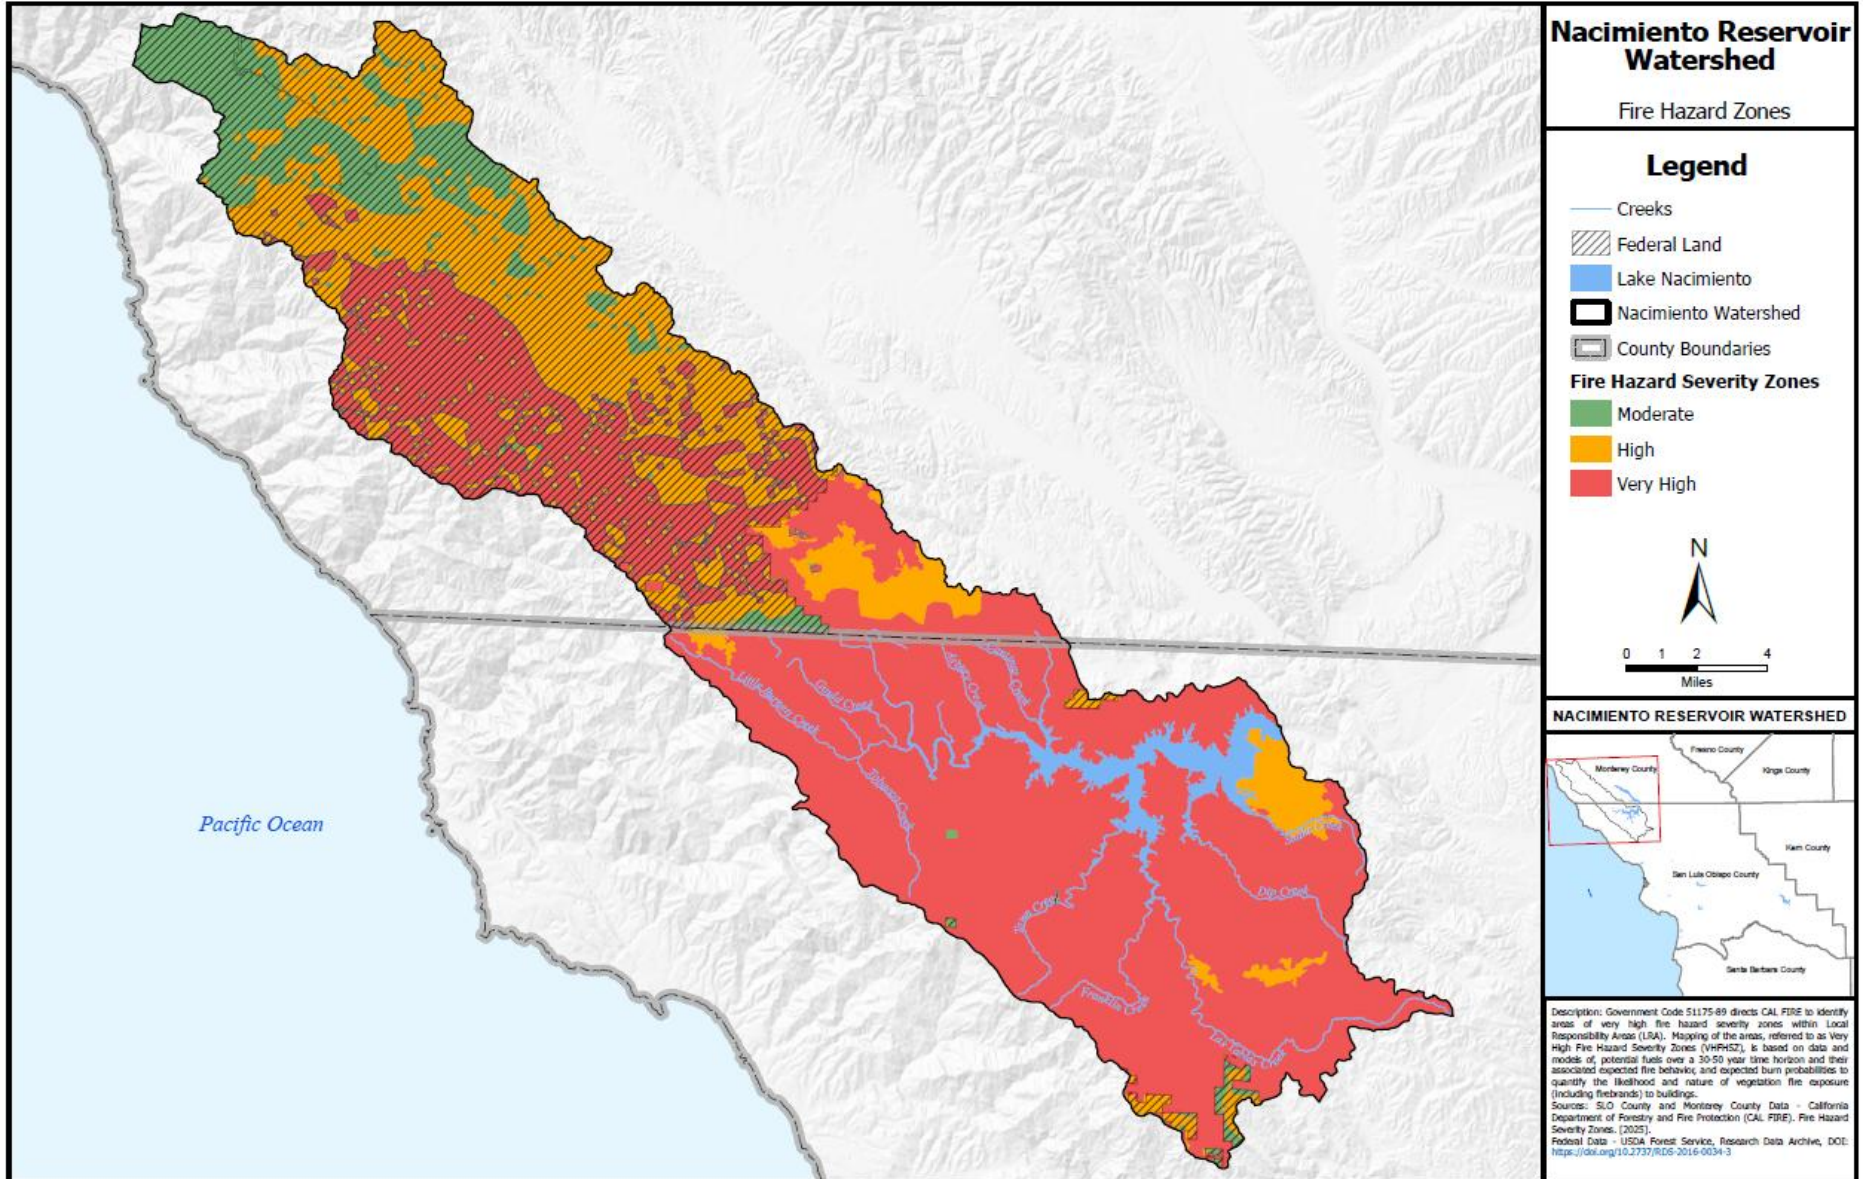 Nacimiento Reservoir
Watershed
Fire Hazard Zones
Legend
Creeks
Federal Land
Lake Nacimiento
Nacimiento Watershed
County Boundaries
Fire Hazard Severity Zones
Moderate
High
Very High
N
0 1 2 4
Miles
NACIMIENTO RESERVOIR WATERSHED
Fresno County
Monterey County
Kings County
Kern County
San Luis Obispo County
Santa Barbara County
Description: Government Code 51175-89 directs CAL FIRE to identify
areas of very high fire hazard severity zones within Local
Responsibility Areas (LRA). Mapping of the areas, referred to as Very
High Fire Hazard Severity Zones (VHFHSZ), is based on data and
models of, potential fuels over a 30-50 year time horizon and their
associated expected fire behavior, and expected burn probabilities to
quantify the likelihood and nature of vegetation fire exposure
(including firebrands) to buildings.
Sources: SLO County and Monterey County Data - California
Department of Forestry and Fire Protection (CAL FIRE). Fire Hazard
Severity Zones. [2025].
Federal Data - USDA Forest Service, Research Data Archive, DOI:
https://doi.org/10.2737/RDS-2016-0034-3
Pacific Ocean
Little Burnett Creek
Gould Creek
Tobacco Creek
Town Creek
Franklin Creek
Dip Creek
Las Tablas Creek